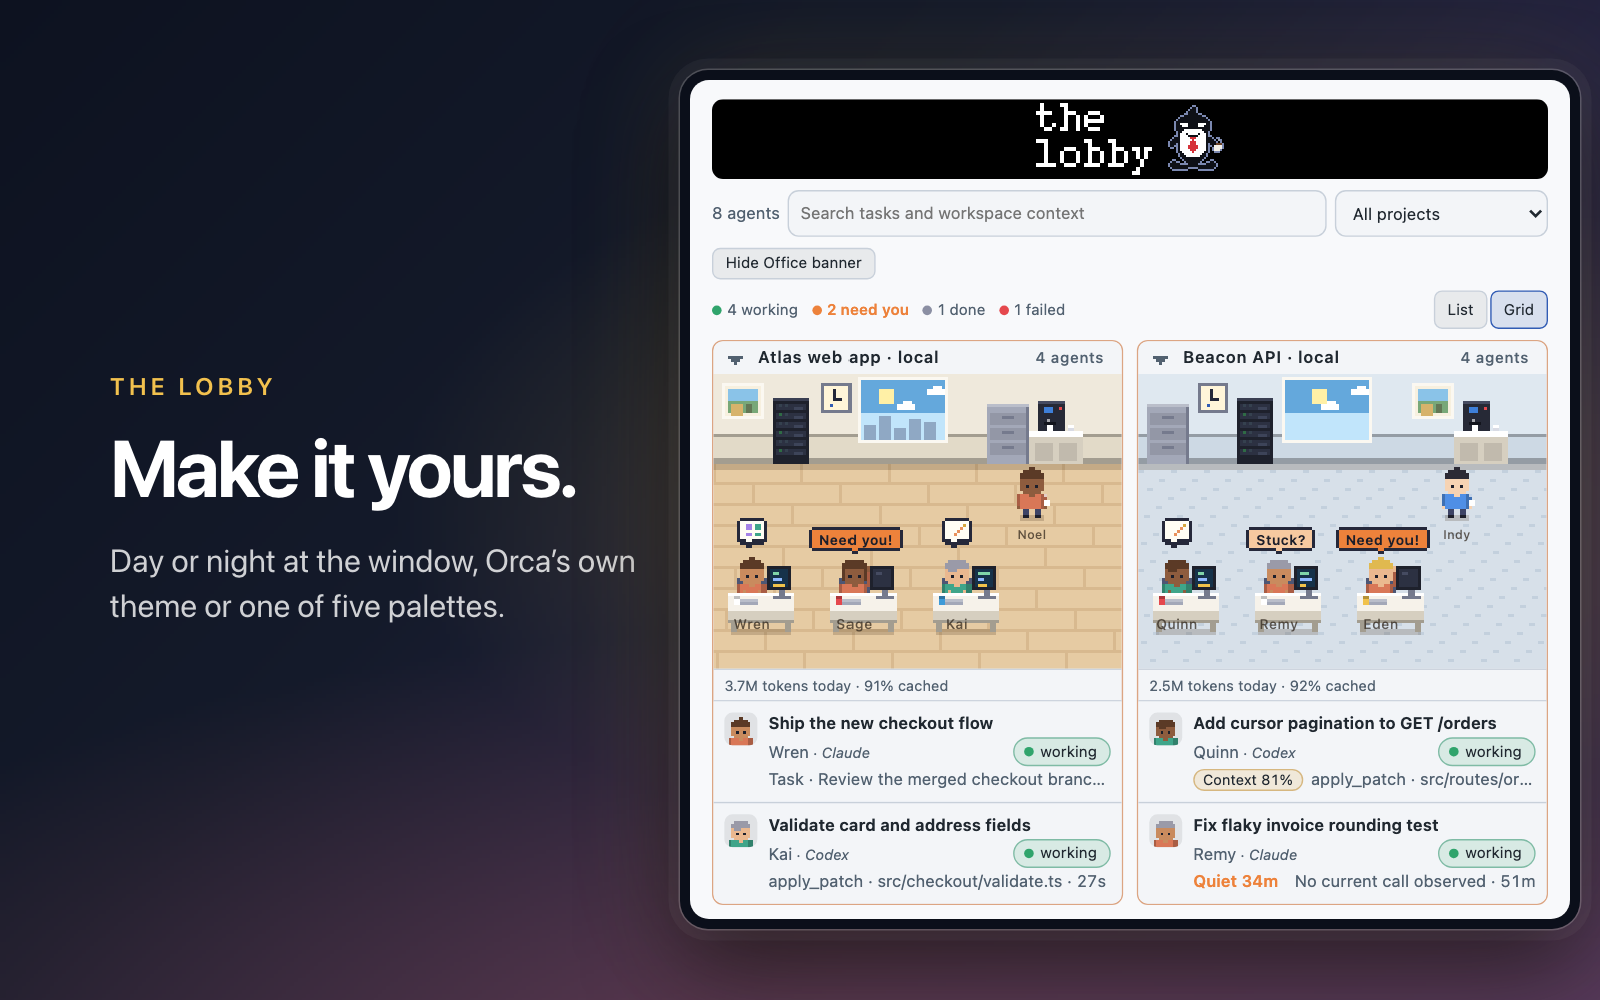 THE LOBBY
Make it yours.
Day or night at the window, Orca's own
theme or one of five palettes.
the
lobby
8 agents
Search tasks and workspace context
All projects
Hide Office banner
4 working
2 need you
1 done
1 failed
List
Grid
Atlas web app · local
4 agents
Need you!
Noel
Wren
Sage
Kai
3.7M tokens today · 91% cached
Ship the new checkout flow
Wren · Claude
working
Task · Review the merged checkout branc...
Validate card and address fields
Kai · Codex
working
apply_patch · src/checkout/validate.ts · 27s
Beacon API · local
4 agents
Stuck?
Need you!
Indy
Quinn
Remy
Eden
2.5M tokens today · 92% cached
Add cursor pagination to GET /orders
Quinn · Codex
working
Context 81%
apply_patch · src/routes/or...
Fix flaky invoice rounding test
Remy · Claude
working
Quiet 34m
No current call observed · 51m